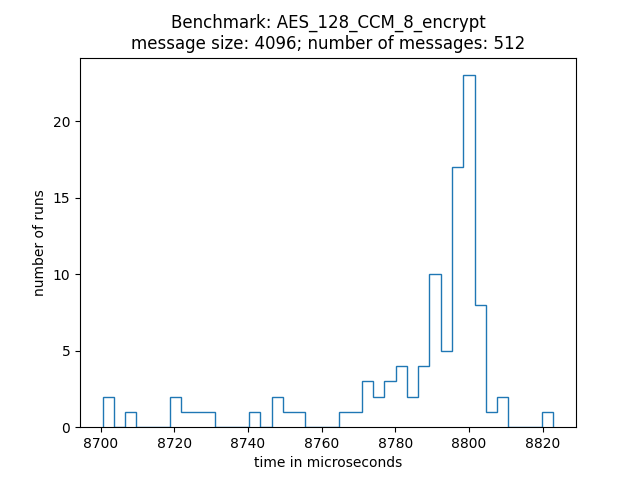 Benchmark: AES_128_CCM_8_encrypt
message size: 4096; number of messages: 512
20
15
10
5
0
number of runs
8700 8720 8740 8760 8780 8800 8820
time in microseconds